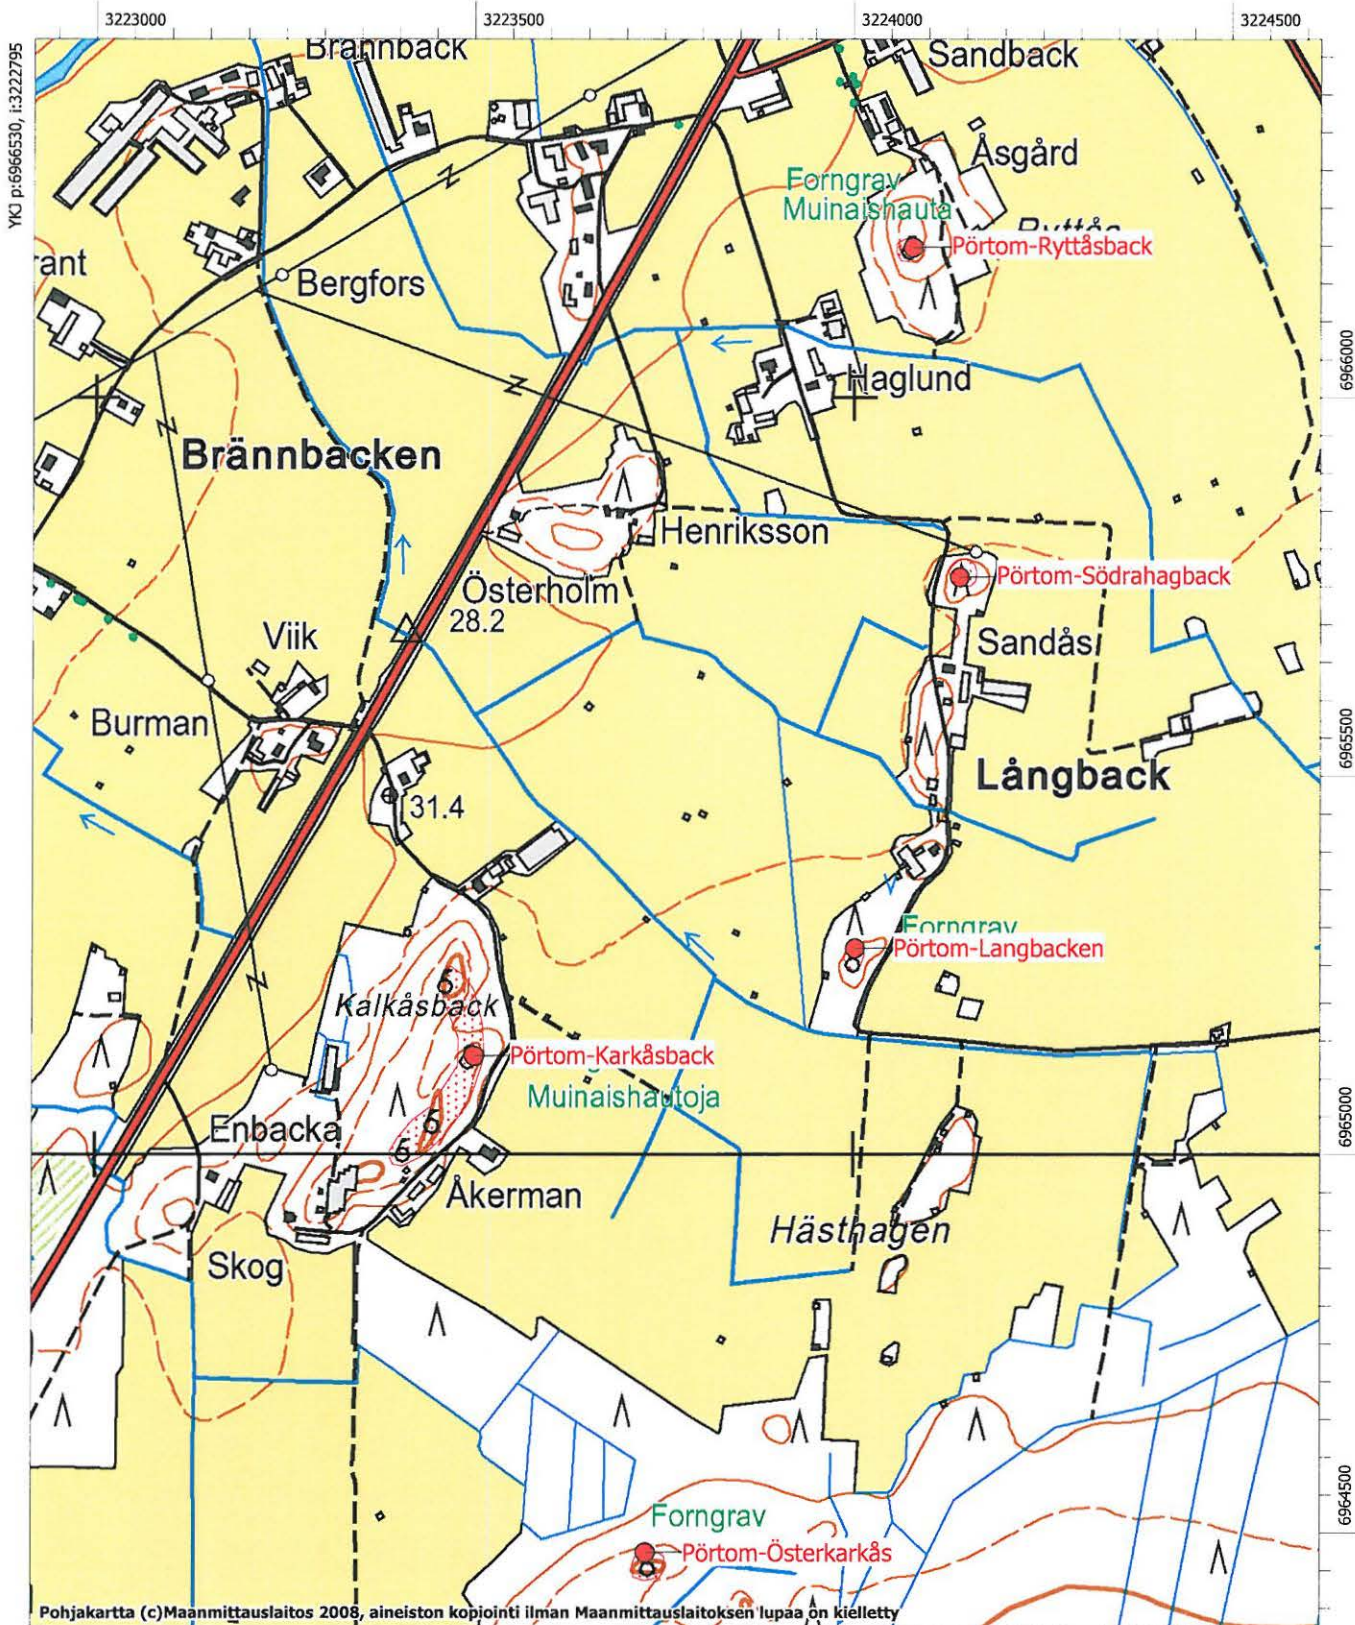 3223000
3223500
3224000
3224500
YKJ p:6966530, i:3222795
Brännback
Sandback
Åsgård
Forngrav
Muinaishauta
Ryttås
Pörtom-Ryttåsback
rant
Bergfors
6966000
Haglund
Brännbacken
Henriksson
Österholm
Pörtom-Södrahagback
28.2
Viik
Sandås
Burman
6965500
Långback
31.4
Forngrav
Pörtom-Langbacken
Kalkåsback
Pörtom-Karkåsback
Muinaishautoja
6965000
Enbacka
Åkerman
Hästhagen
Skog
6964500
Forngrav
Pörtom-Österkarkås
Pohjakartta (c)Maanmittauslaitos 2008, aineiston kopiointi ilman Maanmittauslaitoksen lupaa on kielletty